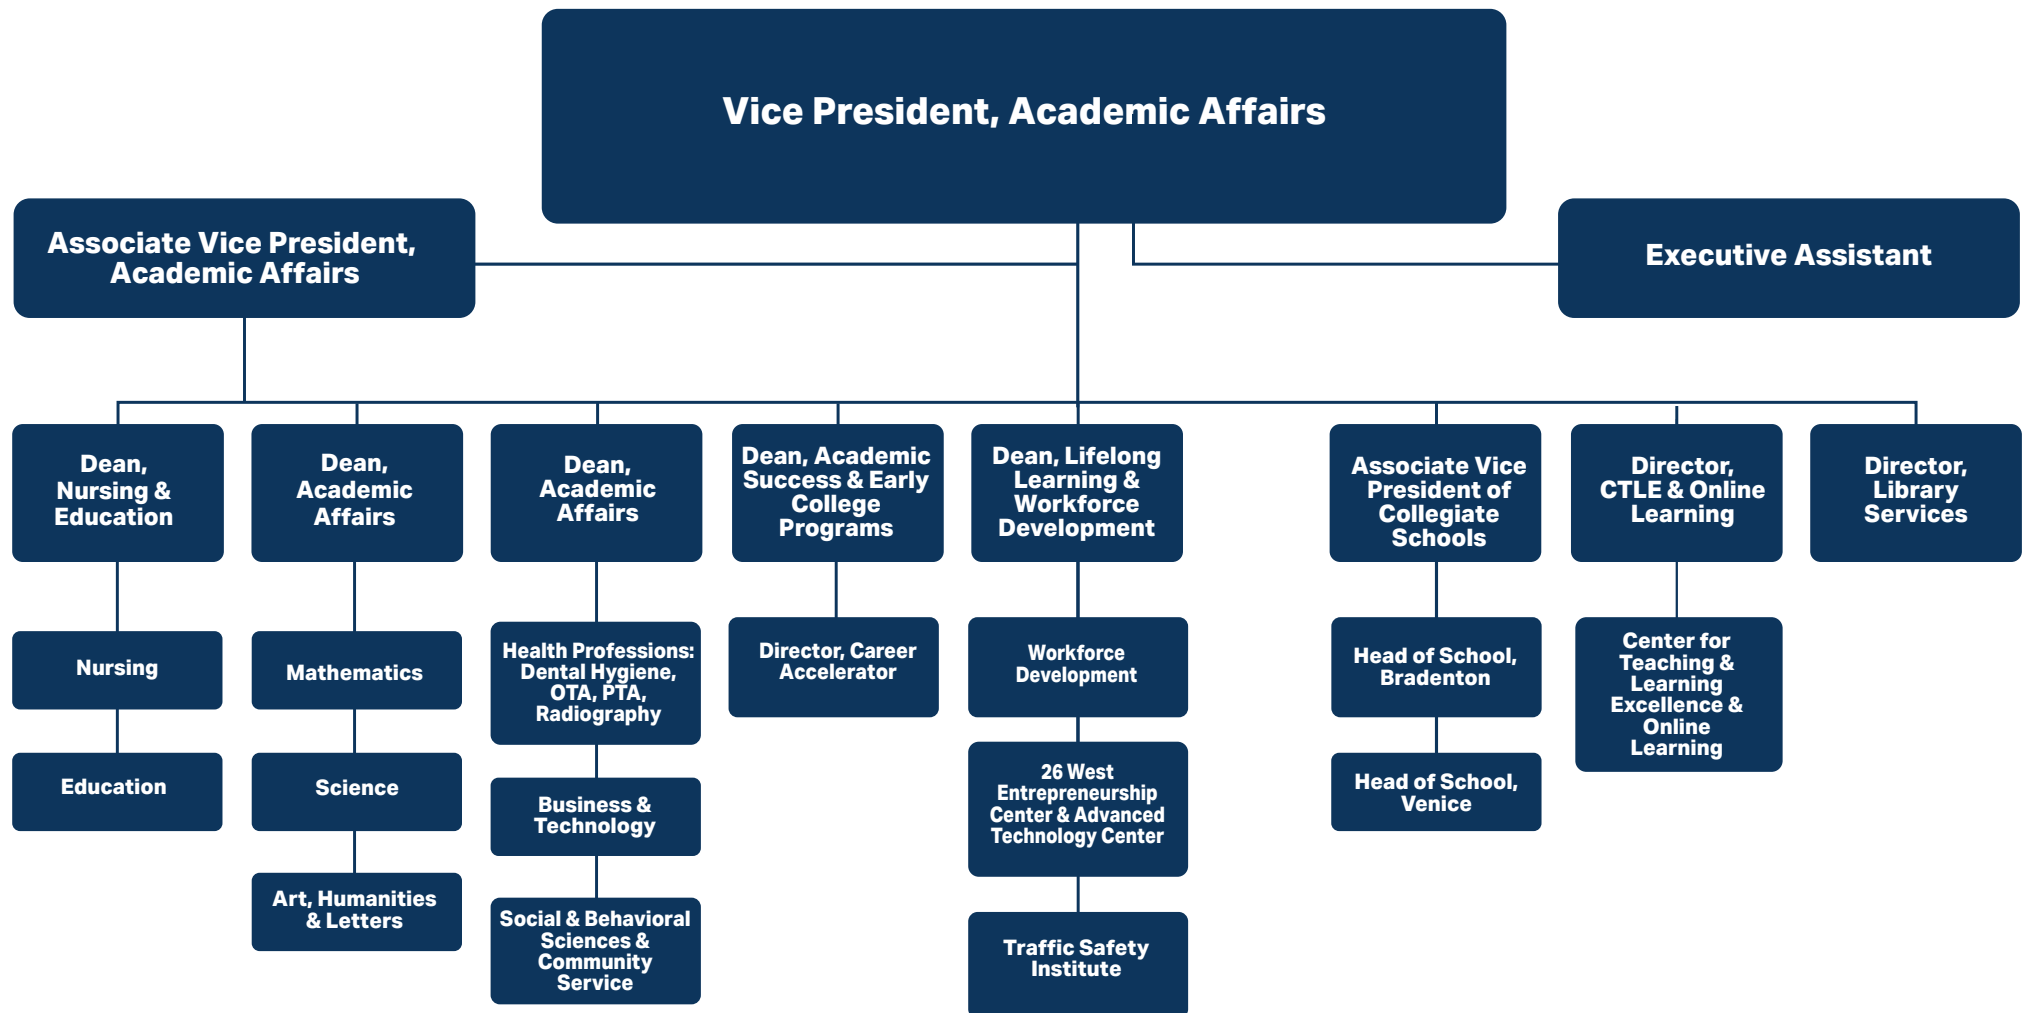 Vice President, Academic Affairs
Associate Vice President,
Academic Affairs
Executive Assistant
Dean,
Nursing &
Education
Dean,
Academic
Affairs
Dean,
Academic
Affairs
Dean, Academic
Success & Early
College
Programs
Dean, Lifelong
Learning &
Workforce
Development
Associate Vice
President of
Collegiate
Schools
Director,
CTLE & Online
Learning
Director,
Library
Services
Nursing
Education
Mathematics
Science
Art, Humanities
& Letters
Health Professions:
Dental Hygiene,
OTA, PTA,
Radiography
Business &
Technology
Social & Behavioral
Sciences &
Community
Service
Director, Career
Accelerator
Workforce
Development
26 West
Entrepreneurship
Center & Advanced
Technology Center
Traffic Safety
Institute
Head of School,
Bradenton
Head of School,
Venice
Center for
Teaching &
Learning
Excellence &
Online
Learning